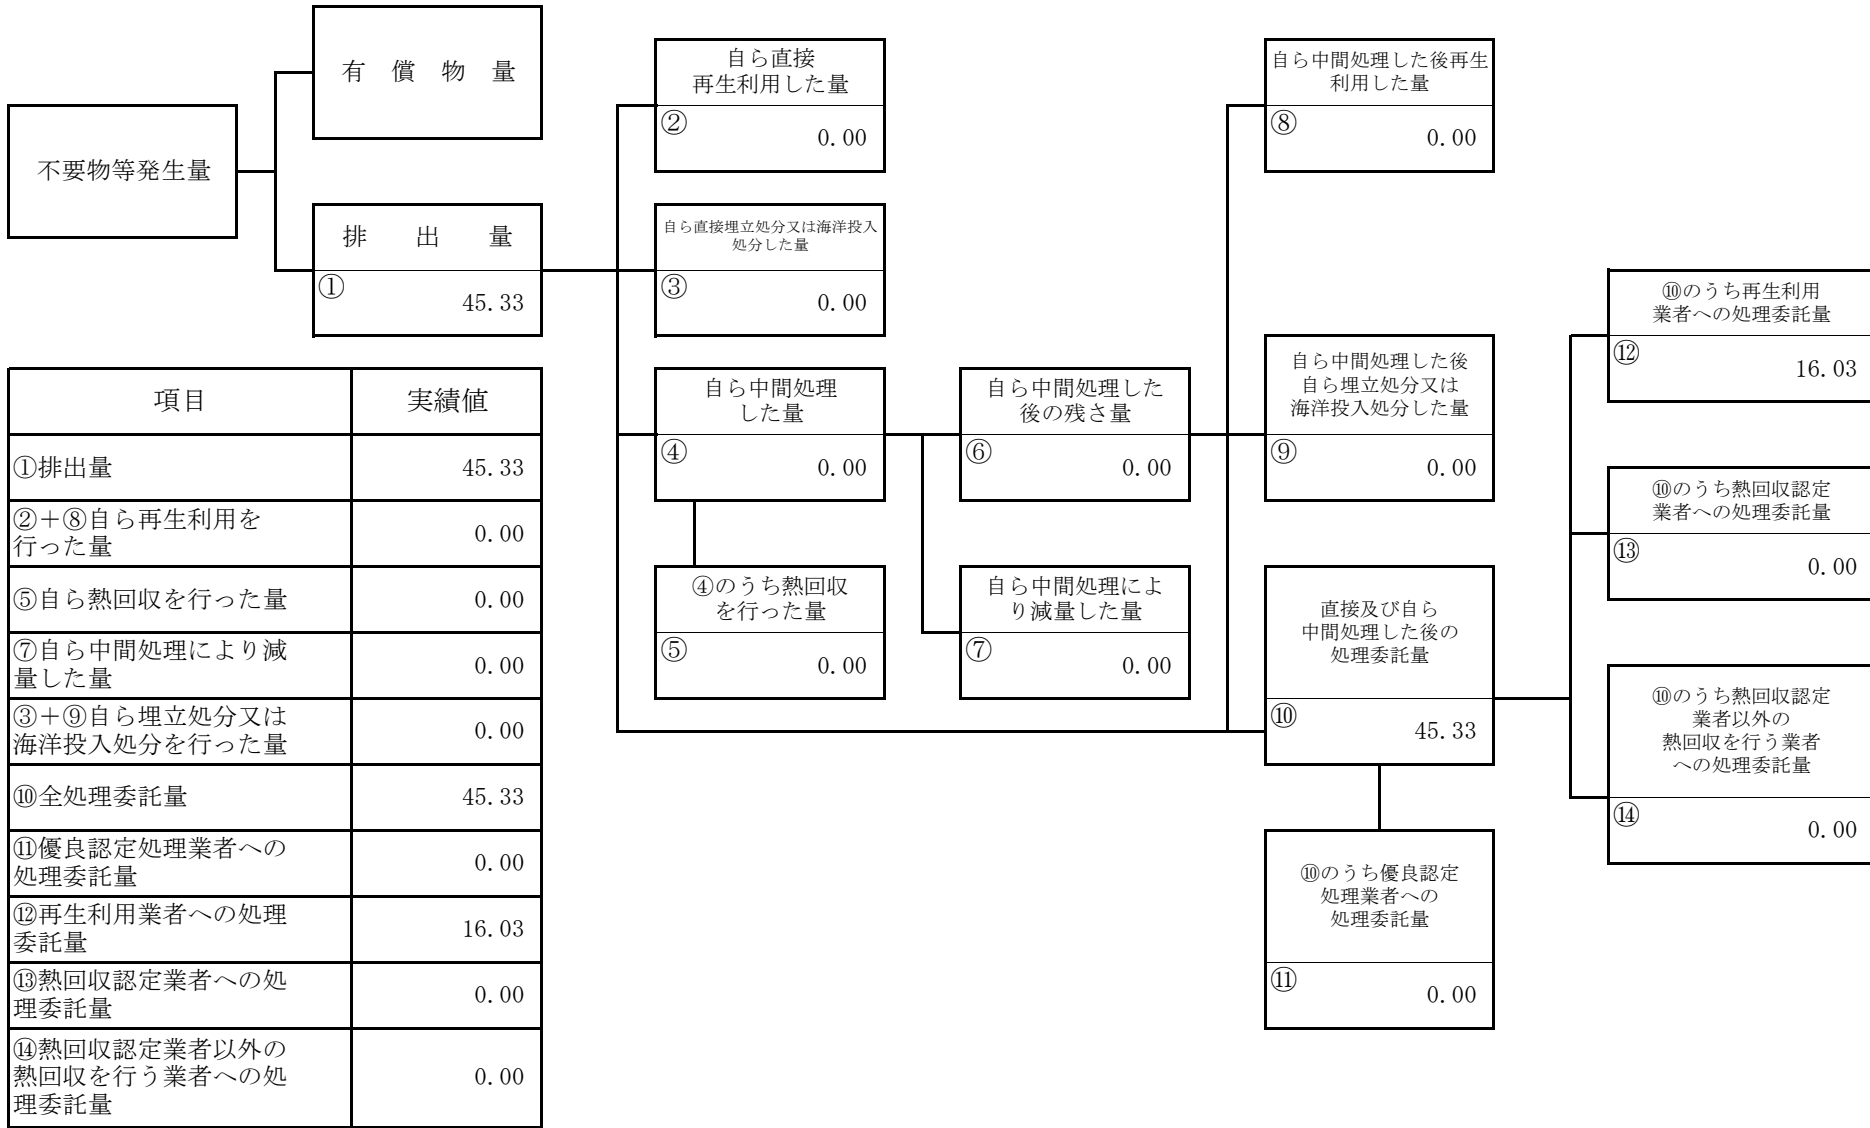 不要物等発生量
有 償 物 量
排 出 量
①
45.33
自ら直接
再生利用した量
②
0.00
自ら直接埋立処分又は海洋投入
処分した量
③
0.00
自ら中間処理
した量
④
0.00
④のうち熱回収
を行った量
⑤
0.00
自ら中間処理した
後の残さ量
⑥
0.00
自ら中間処理によ
り減量した量
⑦
0.00
自ら中間処理した後再生
利用した量
⑧
0.00
自ら中間処理した後
自ら埋立処分又は
海洋投入処分した量
⑨
0.00
直接及び自ら
中間処理した後の
処理委託量
⑩
45.33
⑩のうち優良認定
処理業者への
処理委託量
⑪
0.00
⑩のうち再生利用
業者への処理委託量
⑫
16.03
⑩のうち熱回収認定
業者への処理委託量
⑬
0.00
⑩のうち熱回収認定
業者以外の
熱回収を行う業者
への処理委託量
⑭
0.00
項目 実績値
①排出量 45.33
②＋⑧自ら再生利用を
行った量 0.00
⑤自ら熱回収を行った量 0.00
⑦自ら中間処理により減
量した量 0.00
③＋⑨自ら埋立処分又は
海洋投入処分を行った量 0.00
⑩全処理委託量 45.33
⑪優良認定処理業者への
処理委託量 0.00
⑫再生利用業者への処理
委託量 16.03
⑬熱回収認定業者への処
理委託量 0.00
⑭熱回収認定業者以外の
熱回収を行う業者への処
理委託量 0.00